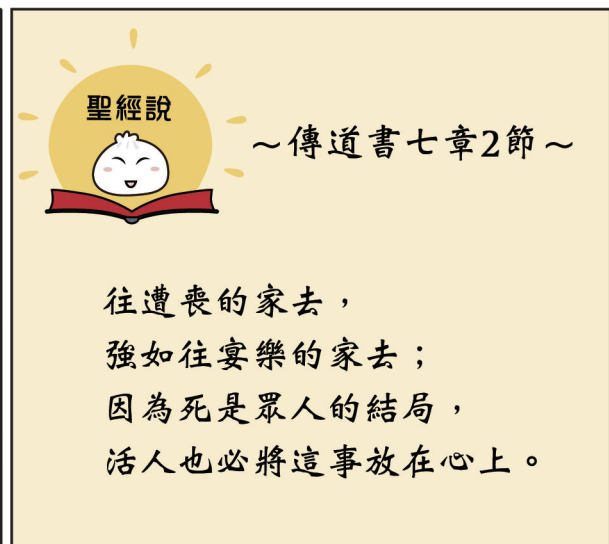 聖經說
～傳道書七章2節～
往遭喪的家去，
強如往宴樂的家去；
因為死是眾人的結局，
活人也必將這事放在心上。